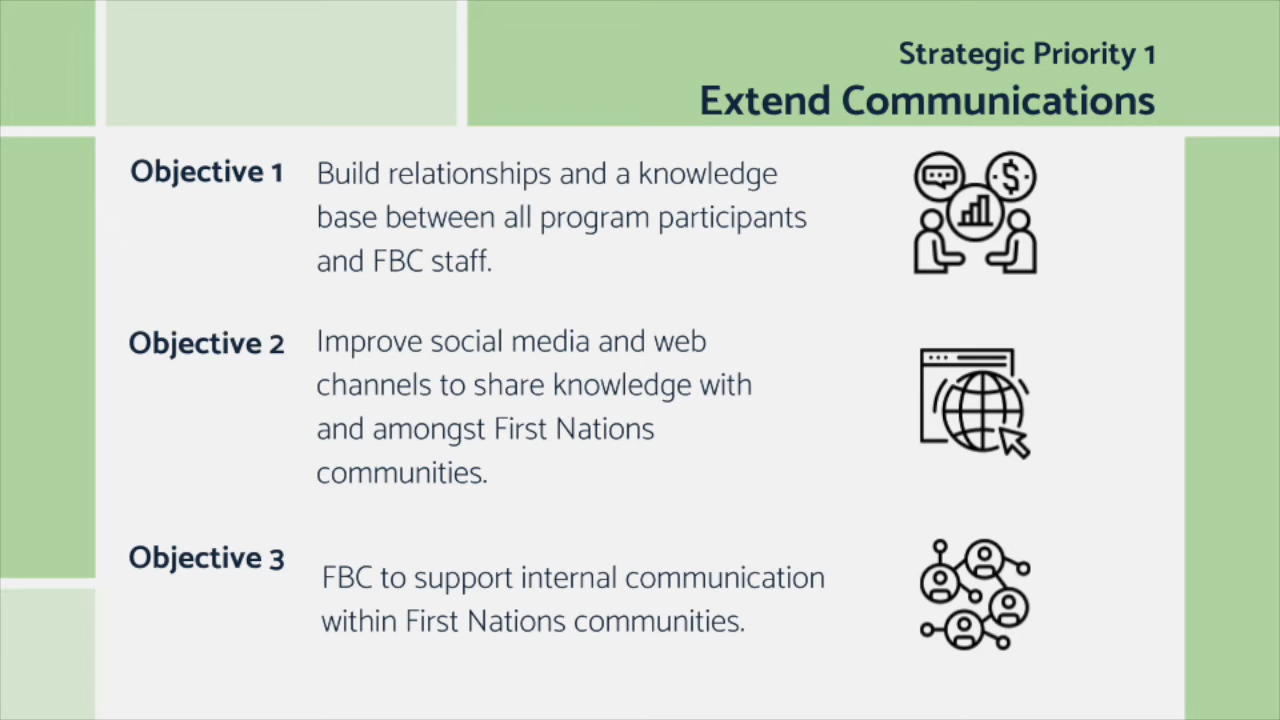 Strategic Priority 1
Extend Communications
Objective 1
Build relationships and a knowledge
base between all program participants
and FBC staff.
Objective 2
Improve social media and web
channels to share knowledge with
and amongst First Nations
communities.
Objective 3
FBC to support internal communication
within First Nations communities.